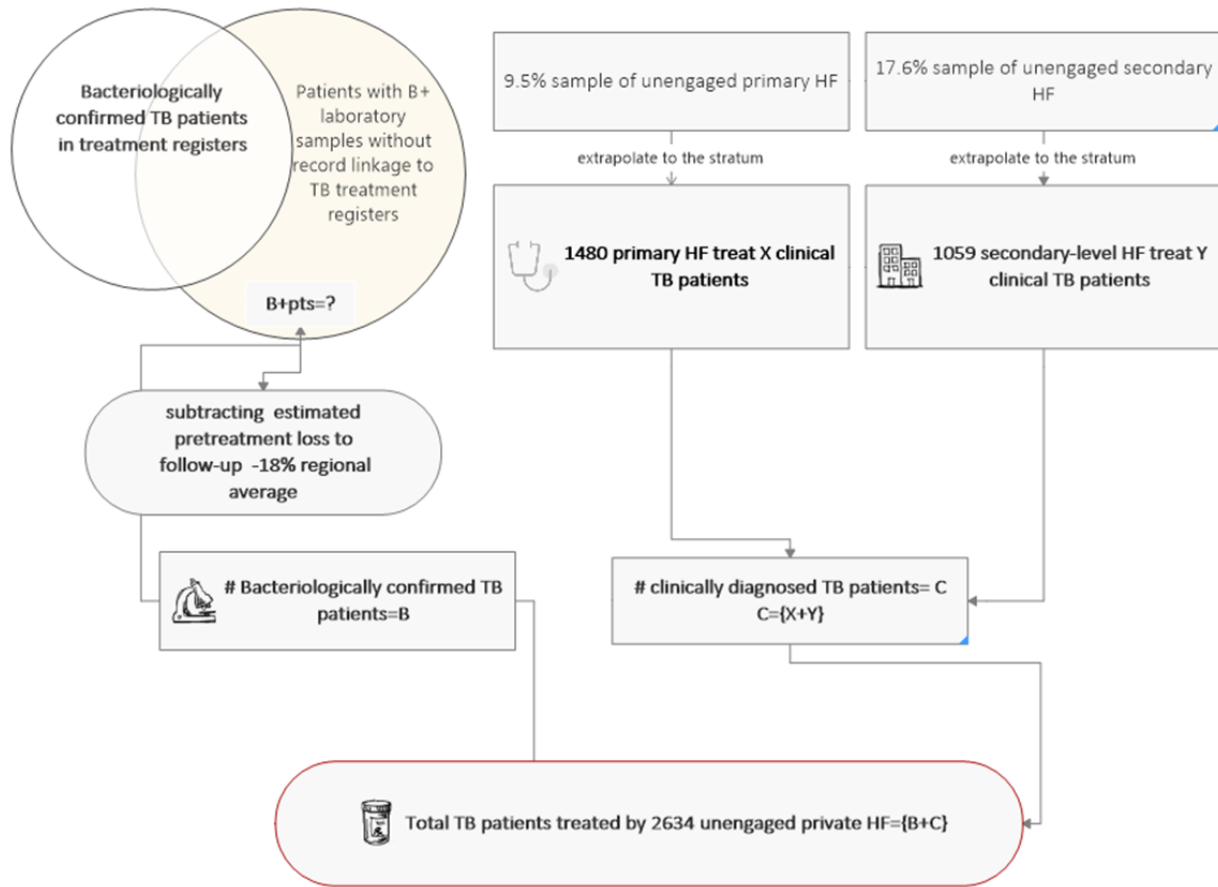 Bacteriologically
confirmed TB patients
in treatment registers
Patients with B+
laboratory
samples without
record linkage to
TB treatment
registers
B+pts=?
subtracting estimated
pretreatment loss to
follow-up -18% regional
average
# Bacteriologically confirmed TB
patients=B
9.5% sample of unengaged primary HF
extrapolate to the stratum
1480 primary HF treat X clinical
TB patients
17.6% sample of unengaged secondary
HF
extrapolate to the stratum
1059 secondary-level HF treat Y
clinical TB patients
# clinically diagnosed TB patients= C
C={X+Y}
Total TB patients treated by 2634 unengaged private HF={B+C}